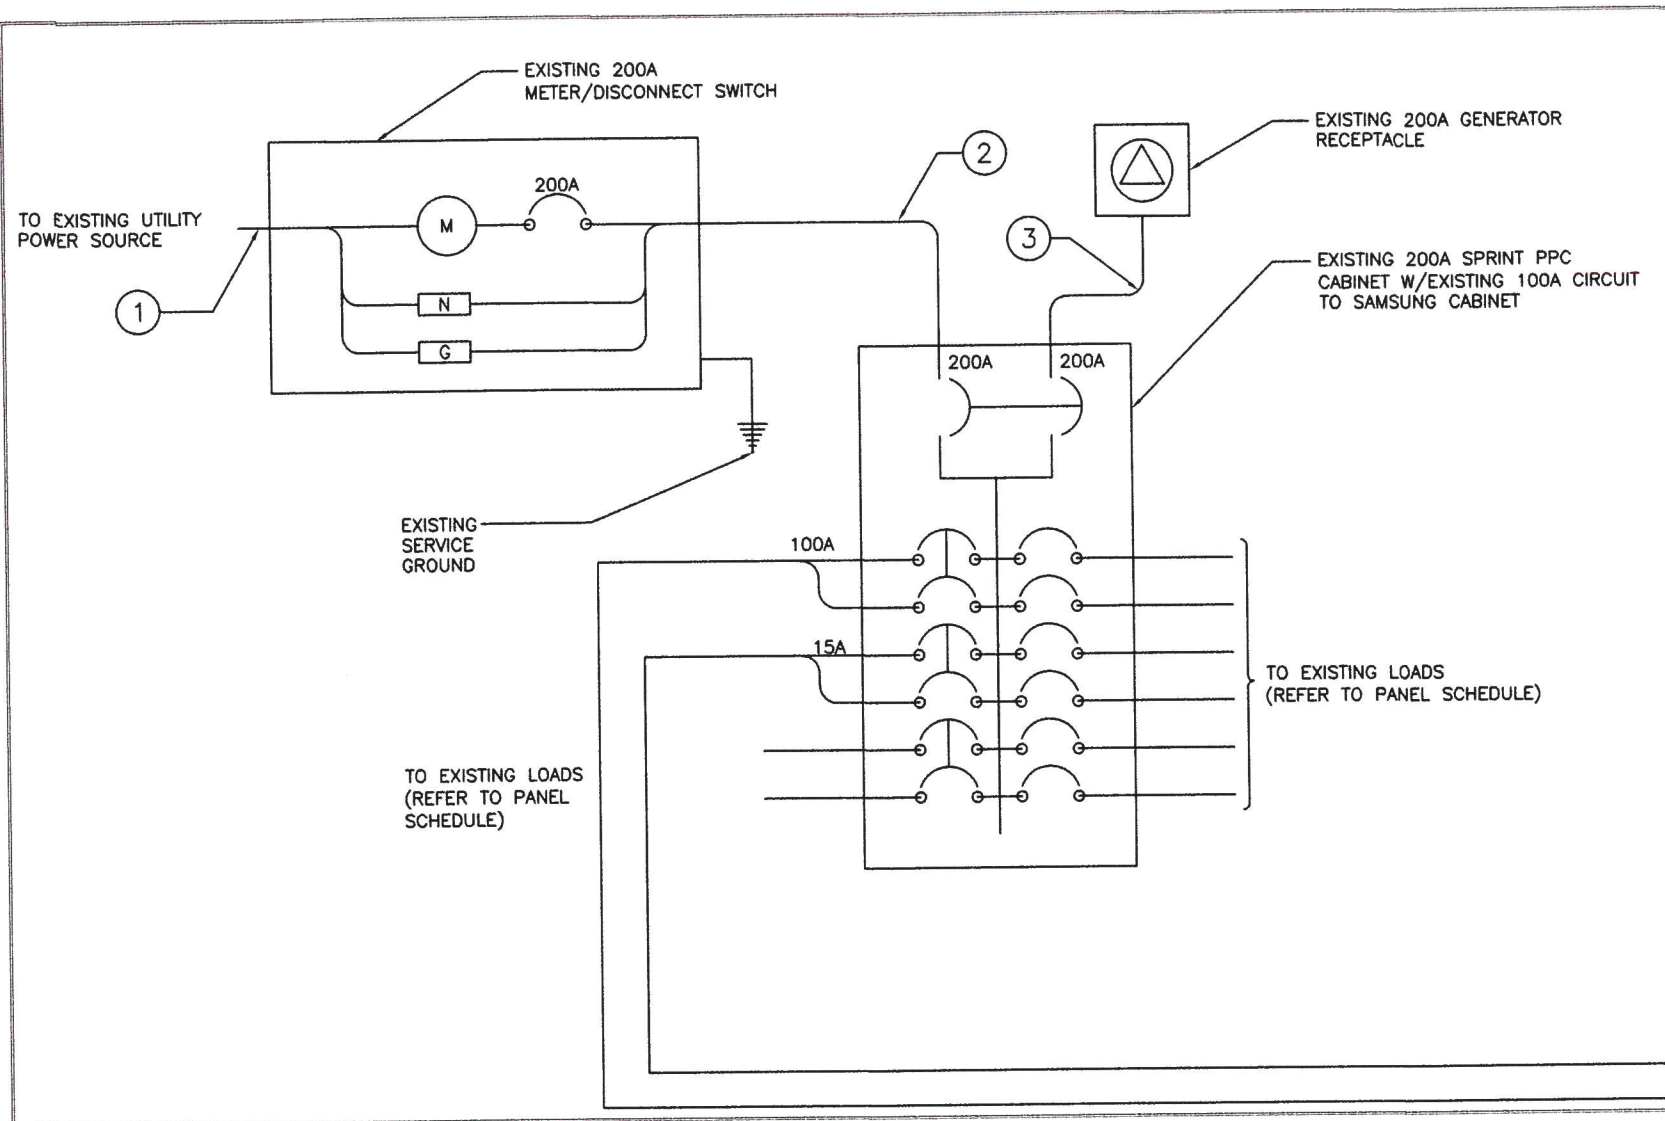 EXISTING 200A
METER/DISCONNECT SWITCH
EXISTING 200A GENERATOR
RECEPTACLE
2
200A
M
TO EXISTING UTILITY
POWER SOURCE
3
EXISTING 200A SPRINT PPC
CABINET W/EXISTING 100A CIRCUIT
TO SAMSUNG CABINET
1
N
G
200A
200A
EXISTING
SERVICE
GROUND
100A
15A
TO EXISTING LOADS
(REFER TO PANEL SCHEDULE)
TO EXISTING LOADS
(REFER TO PANEL
SCHEDULE)